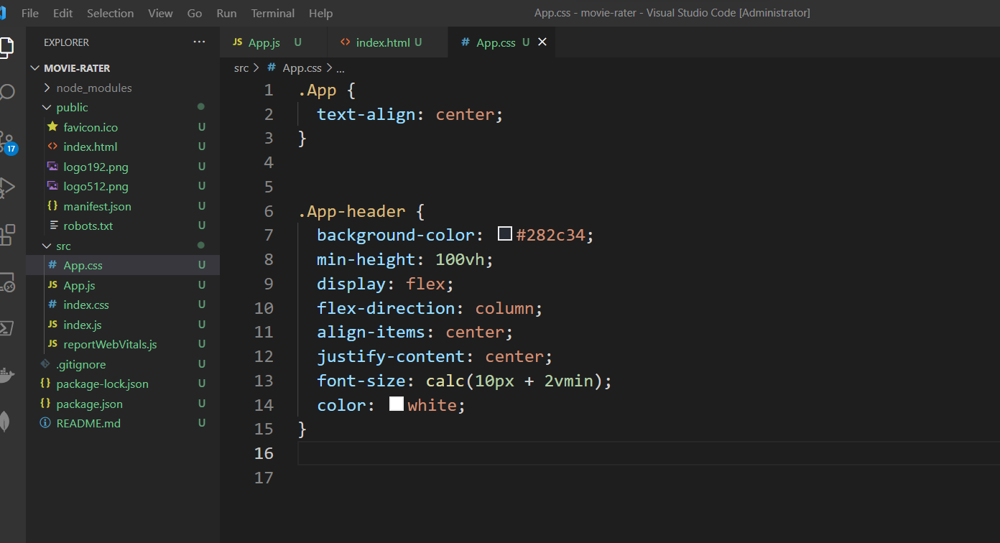 File Edit Selection View Go Run Terminal Help
App.css - movie-rater - Visual Studio Code [Administrator]
EXPLORER ...
MOVIE-RATER
node_modules
public
favicon.ico U
index.html U
logo192.png U
logo512.png U
{} manifest.json U
robots.txt U
src
# App.css U
JS App.js U
# index.css U
JS index.js U
JS reportWebVitals.js U
.gitignore U
{} package-lock.json U
{} package.json U
README.md U
17
JS App.js U
<> index.html U
# App.css U
src > # App.css > ...
1 .App {
2 text-align: center;
3 }
4
5
6 .App-header {
7 background-color: #282c34;
8 min-height: 100vh;
9 display: flex;
10 flex-direction: column;
11 align-items: center;
12 justify-content: center;
13 font-size: calc(10px + 2vmin);
14 color: white;
15 }
16
17